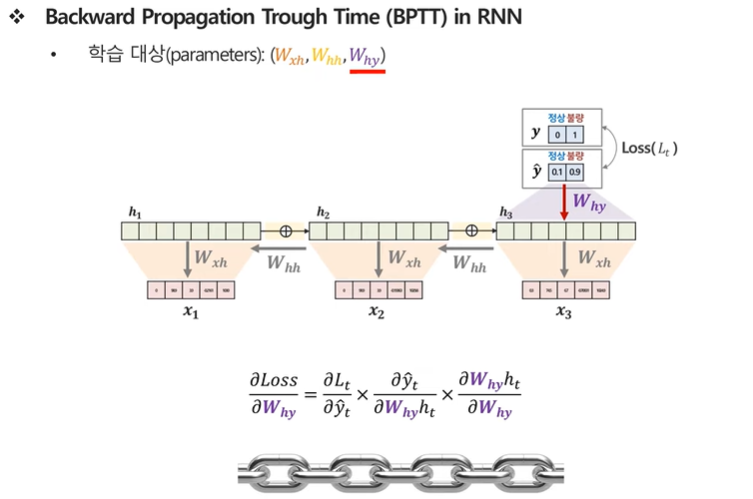 ❖ Backward Propagation Trough Time (BPTT) in RNN
• 학습 대상(parameters): (W_xh, W_hh, W_hy)
정상 불량
y 0 1
Loss(L_t)
정상 불량
ŷ 0.1 0.9
h_1 h_2 h_3 W_hy
W_xh W_hh W_xh W_hh W_xh
x_1 x_2 x_3
∂Loss/∂W_hy = ∂L_t/∂ŷ_t × ∂ŷ_t/∂W_hy h_t × ∂W_hy h_t/∂W_hy